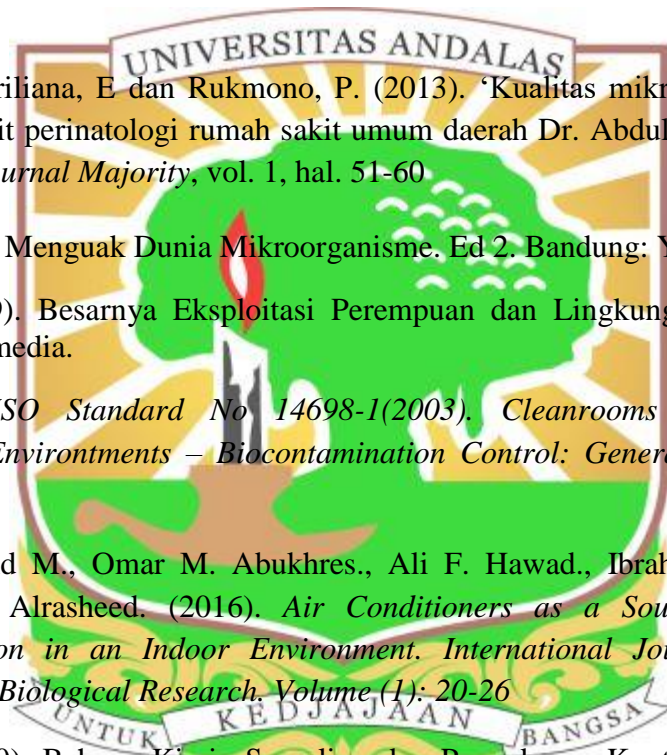 UNIVERSITAS ANDALAS
riliana, E dan Rukmono, P. (2013). ‘Kualitas mikr
it perinatologi rumah sakit umum daerah Dr. Abdul
urnal Majority, vol. 1, hal. 51-60
Menguak Dunia Mikroorganisme. Ed 2. Bandung: Y
). Besarnya Eksploitasi Perempuan dan Lingkung
media.
SO Standard No 14698-1(2003). Cleanrooms
Environtments – Biocontamination Control: Genera
d M., Omar M. Abukhres., Ali F. Hawad., Ibrah
Alrasheed. (2016). Air Conditioners as a Sou
on in an Indoor Environment. International Jou
Biological Research. Volume (1): 20-26
UNTUK KEDJAJAAN BANGSA